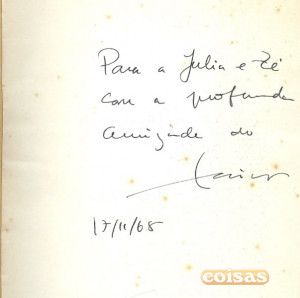 Para a Julia e Zé
com a profunda
amizade do
17/11/68
coisas